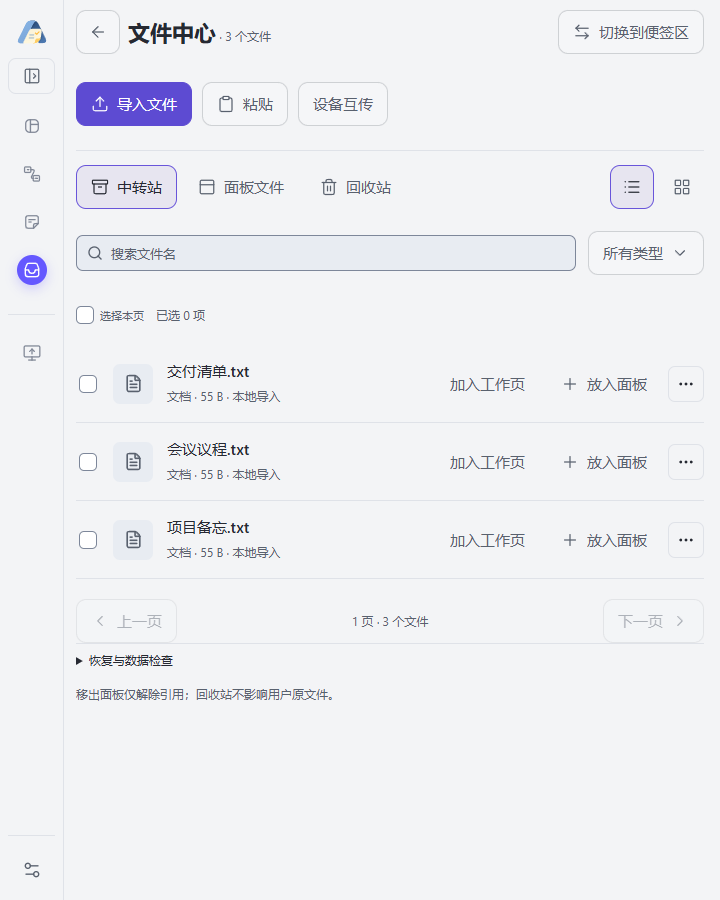 文件中心 · 3 个文件
切换到便签区
导入文件
粘贴
设备互传
中转站
面板文件
回收站
搜索文件名
所有类型
选择本页 已选 0 项
交付清单.txt
文档 · 55 B · 本地导入
加入工作页
放入面板
会议议程.txt
文档 · 55 B · 本地导入
加入工作页
放入面板
项目备忘.txt
文档 · 55 B · 本地导入
加入工作页
放入面板
上一页
1 页 · 3 个文件
下一页
恢复与数据检查
移出面板仅解除引用；回收站不影响用户原文件。